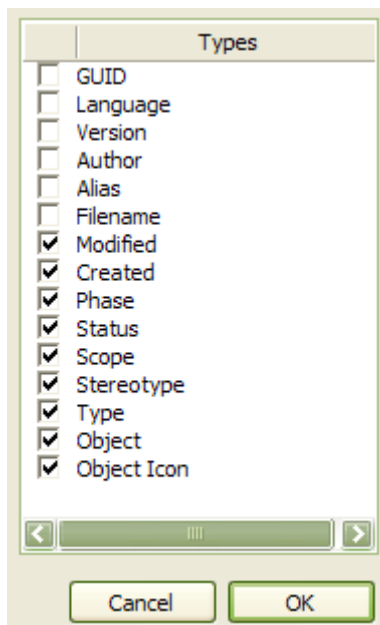 Types
GUID
Language
Version
Author
Alias
Filename
Modified
Created
Phase
Status
Scope
Stereotype
Type
Object
Object Icon
Cancel OK